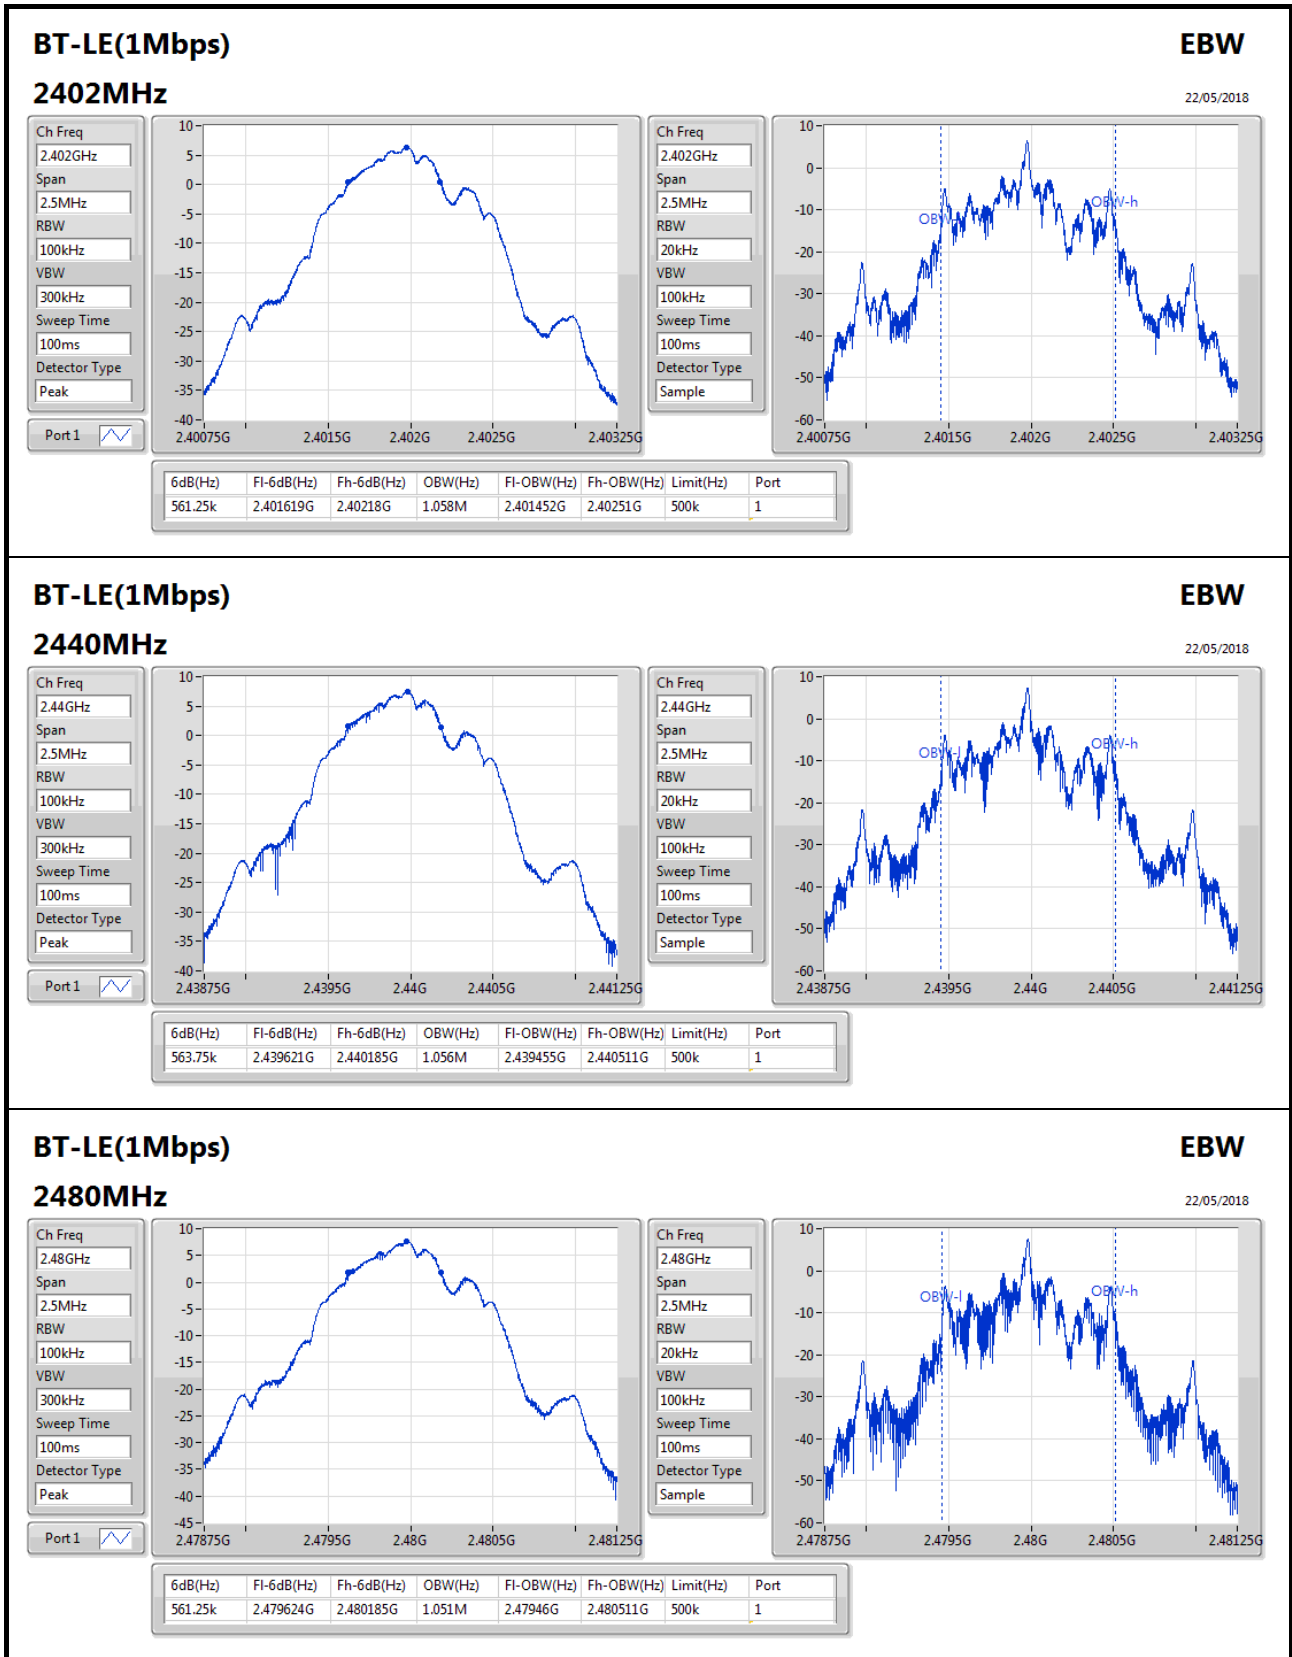 BT-LE(1Mbps) EBW
2402MHz 22/05/2018
Ch Freq
2.402GHz
Span
2.5MHz
RBW
100kHz
VBW
300kHz
Sweep Time
100ms
Detector Type
Peak
Port 1
10
5
0
-5
-10
-15
-20
-25
-30
-35
-40
2.40075G 2.4015G 2.402G 2.4025G 2.40325G
Ch Freq
2.402GHz
Span
2.5MHz
RBW
20kHz
VBW
100kHz
Sweep Time
100ms
Detector Type
Sample
10
0
-10
-20
-30
-40
-50
-60
OBW-h
2.40075G 2.4015G 2.402G 2.4025G 2.40325G
6dB(Hz) Fl-6dB(Hz) Fh-6dB(Hz) OBW(Hz) Fl-OBW(Hz) Fh-OBW(Hz) Limit(Hz) Port
561.25k 2.401619G 2.40218G 1.058M 2.401452G 2.40251G 500k 1
BT-LE(1Mbps) EBW
2440MHz 22/05/2018
Ch Freq
2.44GHz
Span
2.5MHz
RBW
100kHz
VBW
300kHz
Sweep Time
100ms
Detector Type
Peak
Port 1
10
5
0
-5
-10
-15
-20
-25
-30
-35
-40
2.43875G 2.4395G 2.44G 2.4405G 2.44125G
Ch Freq
2.44GHz
Span
2.5MHz
RBW
20kHz
VBW
100kHz
Sweep Time
100ms
Detector Type
Sample
10
0
-10
-20
-30
-40
-50
-60
OBW-l OBW-h
2.43875G 2.4395G 2.44G 2.4405G 2.44125G
6dB(Hz) Fl-6dB(Hz) Fh-6dB(Hz) OBW(Hz) Fl-OBW(Hz) Fh-OBW(Hz) Limit(Hz) Port
563.75k 2.439621G 2.440185G 1.056M 2.439455G 2.440511G 500k 1
BT-LE(1Mbps) EBW
2480MHz 22/05/2018
Ch Freq
2.48GHz
Span
2.5MHz
RBW
100kHz
VBW
300kHz
Sweep Time
100ms
Detector Type
Peak
Port 1
10
5
0
-5
-10
-15
-20
-25
-30
-35
-40
-45
2.47875G 2.4795G 2.48G 2.4805G 2.48125G
Ch Freq
2.48GHz
Span
2.5MHz
RBW
20kHz
VBW
100kHz
Sweep Time
100ms
Detector Type
Sample
10
0
-10
-20
-30
-40
-50
-60
OBW-l OBW-h
2.47875G 2.4795G 2.48G 2.4805G 2.48125G
6dB(Hz) Fl-6dB(Hz) Fh-6dB(Hz) OBW(Hz) Fl-OBW(Hz) Fh-OBW(Hz) Limit(Hz) Port
561.25k 2.479624G 2.480185G 1.051M 2.47946G 2.480511G 500k 1